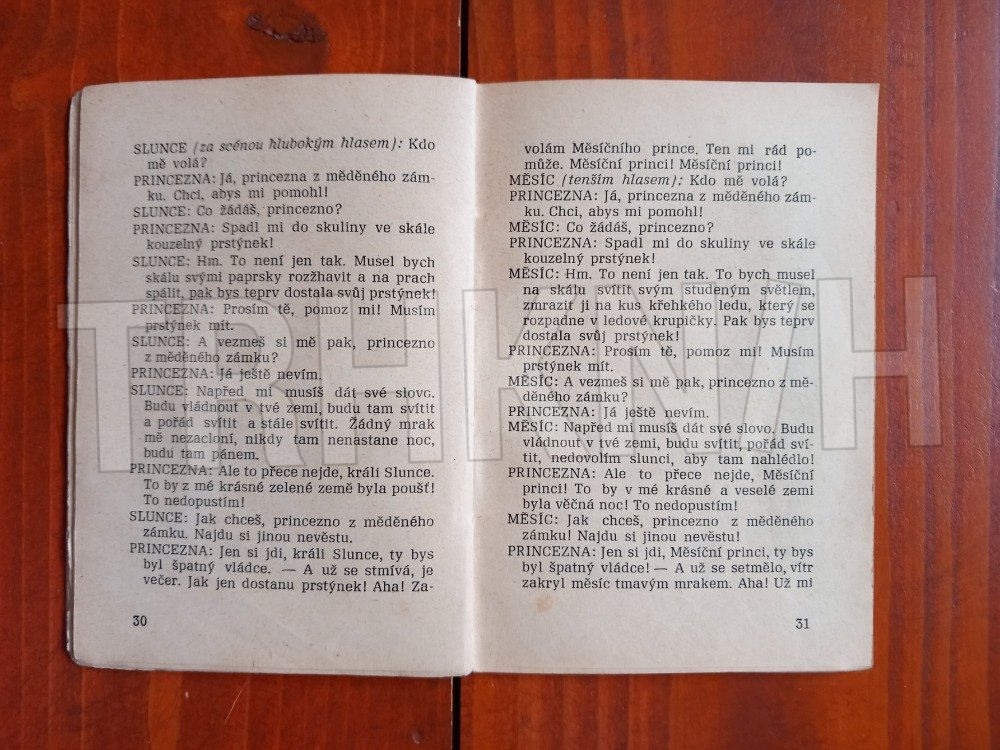 SLUNCE (za scénou hlubokým hlasem): Kdo
mě volá?
PRINCEZNA: Já, princezna z měděného zám-
ku. Chci, abys mi pomohl!
SLUNCE: Co žádáš, princezno?
PRINCEZNA: Spadl mi do skuliny ve skále
kouzelný prstýnek!
SLUNCE: Hm. To není jen tak. Musel bych
skálu svými paprsky rozžhavit a na prach
spálit, pak bys teprv dostala svůj prstýnek!
PRINCEZNA: Prosím tě, pomoz mi! Musím
prstýnek mít.
SLUNCE: A vezmeš si mě pak, princezno
z měděného zámku?
PRINCEZNA: Já ještě nevím.
SLUNCE: Napřed mi musíš dát své slovo.
Budu vládnout v tvé zemi, budu tam svítit
a pořád svítit a stále svítit. Žádný mrak
mě nezacloní, nikdy tam nenastane noc,
budu tam pánem.
PRINCEZNA: Ale to přece nejde, králi Slunce.
To by z mé krásné zelené země byla poušť!
To nedopustím!
SLUNCE: Jak chceš, princezno z měděného
zámku. Najdu si jinou nevěstu.
PRINCEZNA: Jen si jdi, králi Slunce, ty bys
byl špatný vládce. — A už se stmívá, je
večer. Jak jen dostanu prstýnek! Aha! Za-
30
volám Měsíčního prince. Ten mi rád po-
může. Měsíční princi! Měsíční princi!
MĚSÍC (tenším hlasem): Kdo mě volá?
PRINCEZNA: Já, princezna z měděného zám-
ku. Chci, abys mi pomohl!
MĚSÍC: Co žádáš, princezno?
PRINCEZNA: Spadl mi do skuliny ve skále
kouzelný prstýnek!
MĚSÍC: Hm. To není jen tak. To bych musel
na skálu svítit svým studeným světlem,
zmrazit ji na kus křehkého ledu, který se
rozpadne v ledové krupičky. Pak bys teprv
dostala svůj prstýnek!
PRINCEZNA: Prosím tě, pomoz mi! Musím
prstýnek mít.
MĚSÍC: A vezmeš si mě pak, princezno z mě-
děného zámku?
PRINCEZNA: Já ještě nevím.
MĚSÍC: Napřed mi musíš dát své slovo. Budu
vládnout v tvé zemi, budu svítit, pořád sví-
tit, nedovolím slunci, aby tam nahlédlo!
PRINCEZNA: Ale to přece nejde, Měsíční
princi! To by v mé krásné a veselé zemi
byla věčná noc! To nedopustím!
MĚSÍC: Jak chceš, princezno z měděného
zámku! Najdu si jinou nevěstu!
PRINCEZNA: Jen si jdi, Měsíční princi, ty bys
byl špatný vládce! — A už se setmělo, vítr
zakryl měsíc tmavým mrakem. Aha! Už mi
31
TRHKNIH